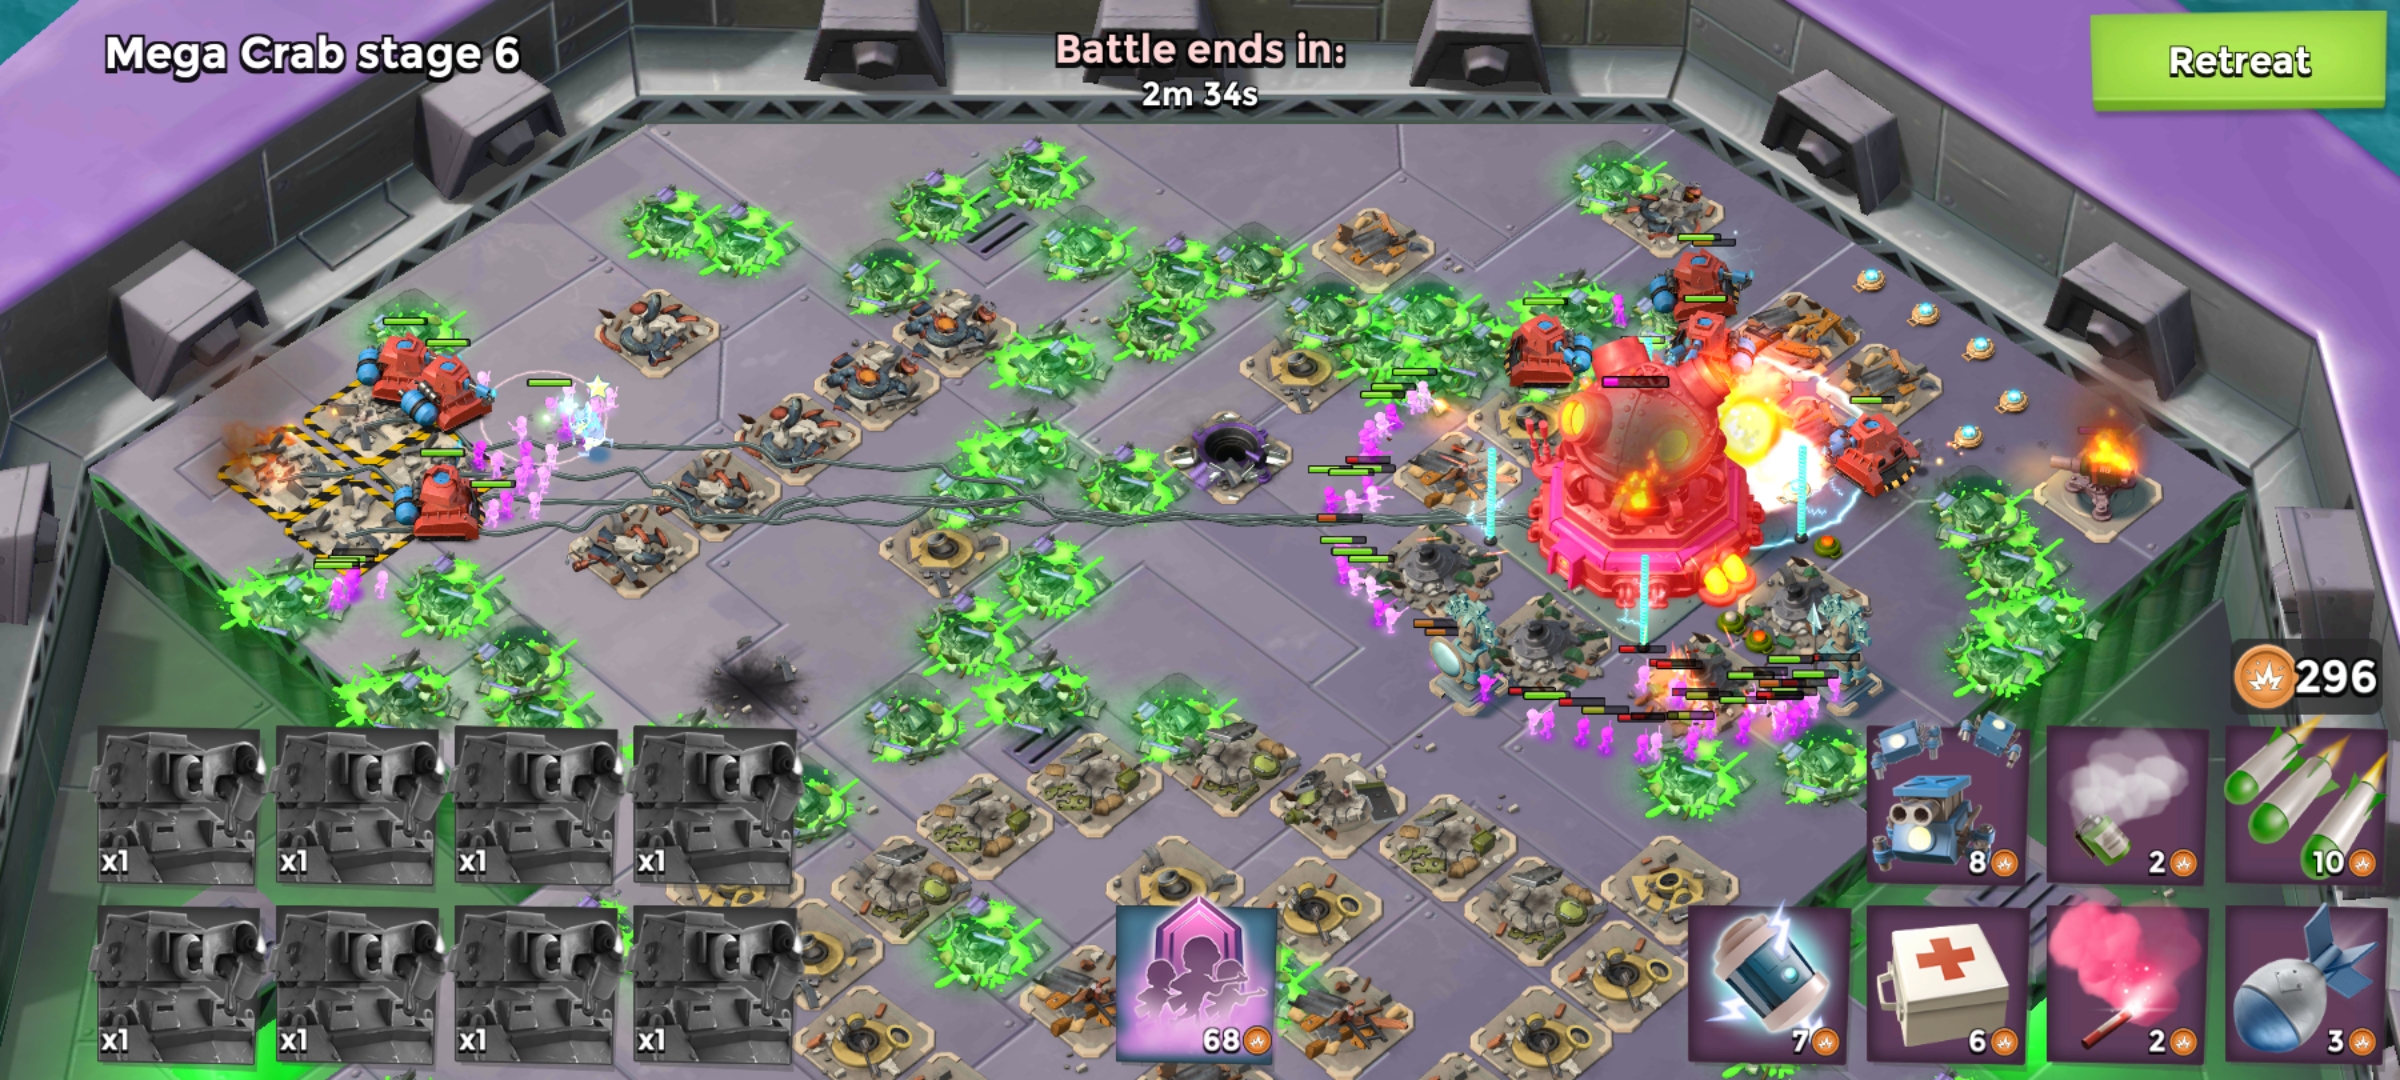 Mega Crab stage 6
Battle ends in:
2m 34s
Retreat
296
x1
x1
x1
x1
8
2
10
x1
x1
x1
x1
68
7
6
2
3